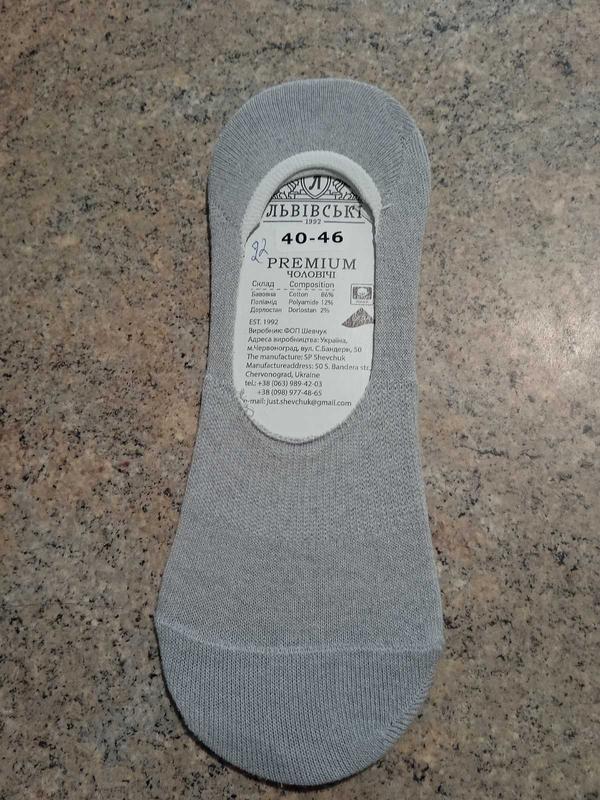 Л
ЛЬВІВСЬКІ
1992
40-46
22
PREMIUM
ЧОЛОВІЧІ
Склад Composition
Бавовна Cotton 86%
Поліамід Polyamide 12%
Дорлостан Dorlostan 2%
EST. 1992
Виробник: ФОП Шевчук
Адреса виробництва: Україна,
м.Червоноград, вул. С.Бандери, 50
The manufacture: SP Shevchuk
Manufactureaddress: 50 S. Bandera str.
Chervonograd, Ukraine
tel.: +38 (063) 989-42-03
+38 (098) 977-48-65
e-mail: just.shevchuk@gmail.com